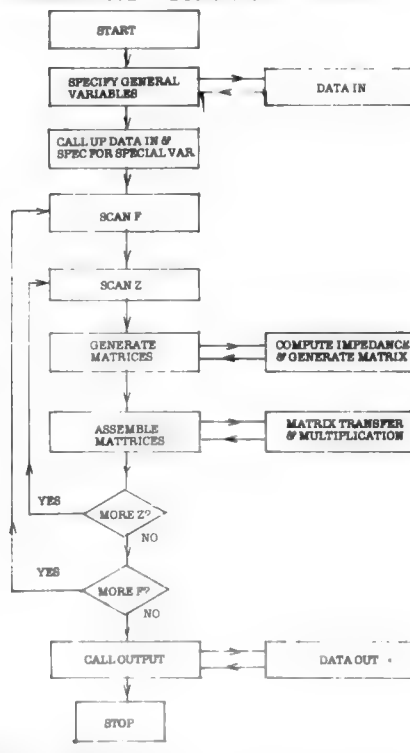 START
SPECIFY GENERAL
VARIABLES
DATA IN
CALL UP DATA IN &
SPEC FOR SPECIAL VAR
SCAN F
SCAN Z
GENERATE
MATRICES
COMPUTE IMPEDANCE
& GENERATE MATRIX
ASSEMBLE
MATTRICES
MATRIX TRANSFER
& MULTIPLICATION
YES
MORE Z?
NO
YES
MORE F?
NO
CALL OUTPUT
DATA OUT
STOP